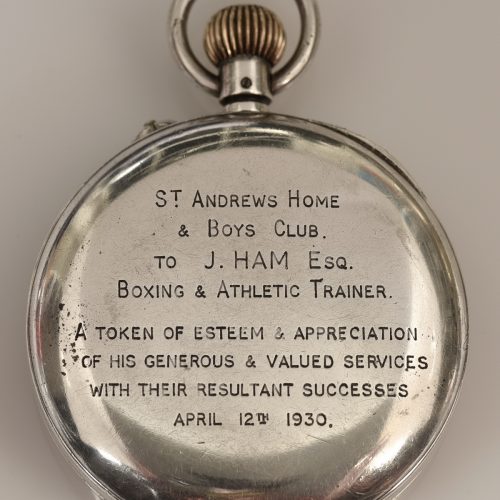 ST. ANDREWS HOME
& BOYS CLUB.
TO J. HAM ESQ.
BOXING & ATHLETIC TRAINER.
A TOKEN OF ESTEEM & APPRECIATION
OF HIS GENEROUS & VALUED SERVICES
WITH THEIR RESULTANT SUCCESSES
APRIL 12TH 1930.